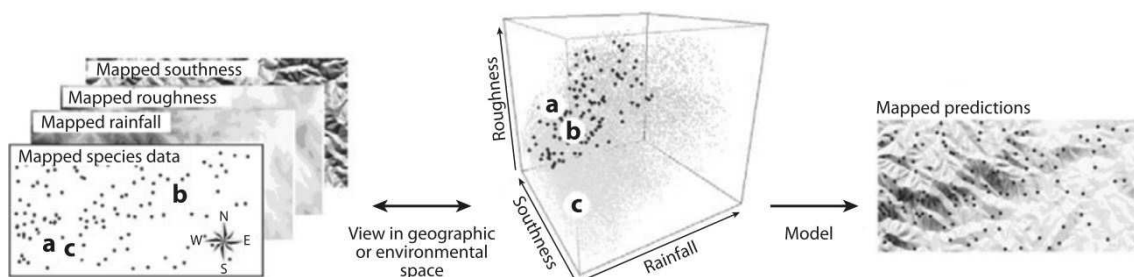 Mapped southness
Mapped roughness
Mapped rainfall
Mapped species data
b
a
c
N
W
E
S
View in geographic
or environmental
space
Roughness
a
b
c
Southness
Rainfall
Model
Mapped predictions